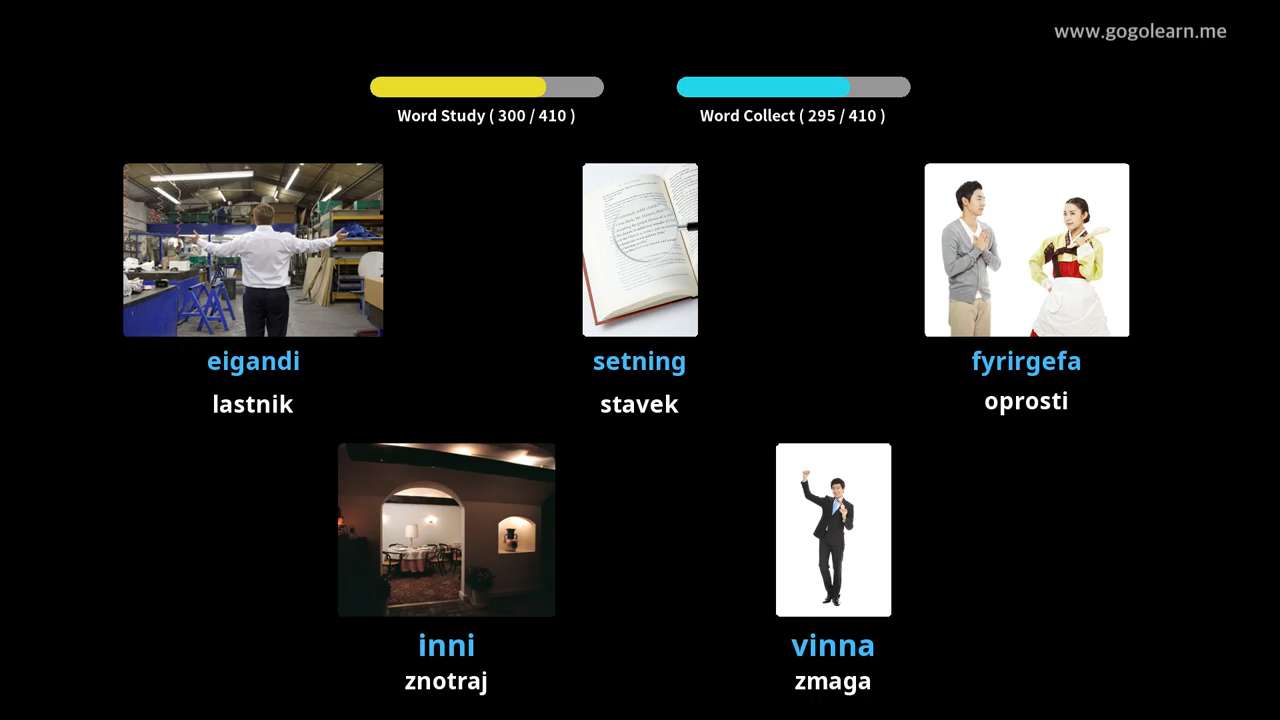 www.gogolearn.me
Word Study ( 300 / 410 )
Word Collect ( 295 / 410 )
eigandi
lastnik
setning
stavek
fyrirgefa
oprosti
inni
znotraj
vinna
zmaga